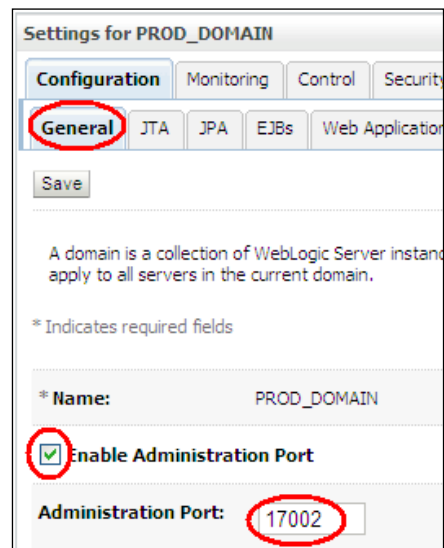 Settings for PROD_DOMAIN
Configuration Monitoring Control Security
General JTA JPA EJBs Web Application
Save
A domain is a collection of WebLogic Server instanc
apply to all servers in the current domain.
* Indicates required fields
* Name: PROD_DOMAIN
Enable Administration Port
Administration Port: 17002